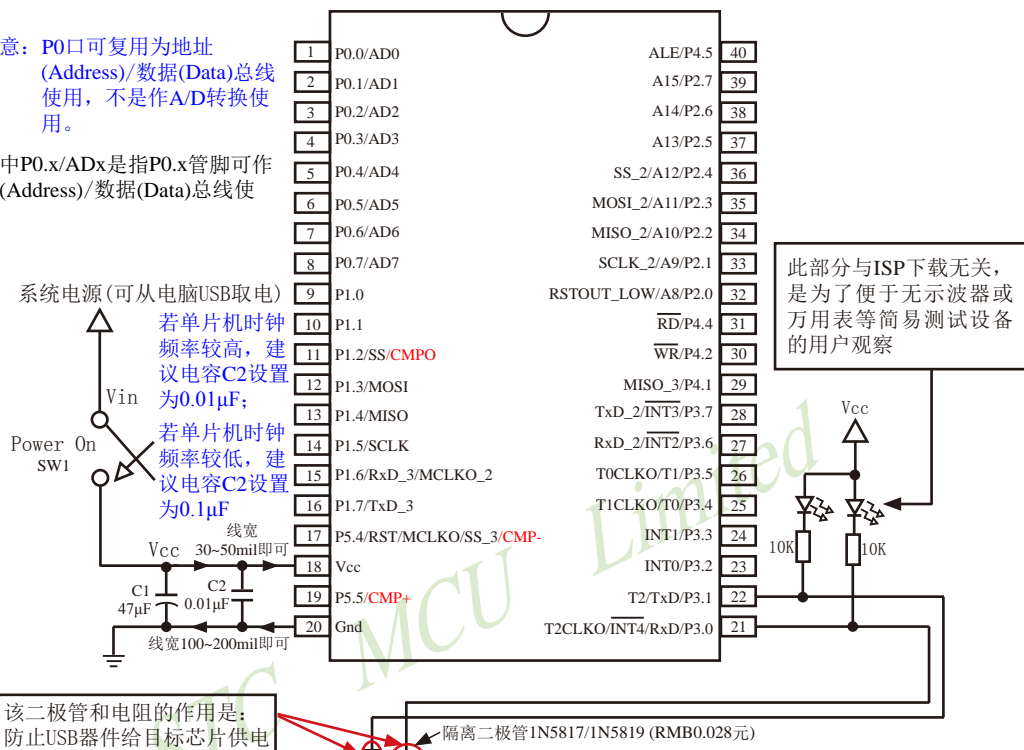 意：P0口可复用为地址
(Address)/数据(Data)总线
使用，不是作A/D转换使
用。
中P0.x/ADx是指P0.x管脚可作
(Address)/数据(Data)总线使
系统电源(可从电脑USB取电)
若单片机时钟
频率较高，建
议电容C2设置
为0.01μF;
若单片机时钟
频率较低，建
议电容C2设置
为0.1μF
Vin
Power On
SW1
线宽
30~50mil即可
Vcc
C1
47μF
C2
0.01μF
线宽100~200mil即可
1 P0.0/AD0
2 P0.1/AD1
3 P0.2/AD2
4 P0.3/AD3
5 P0.4/AD4
6 P0.5/AD5
7 P0.6/AD6
8 P0.7/AD7
9 P1.0
10 P1.1
11 P1.2/SS/CMPO
12 P1.3/MOSI
13 P1.4/MISO
14 P1.5/SCLK
15 P1.6/RxD_3/MCLKO_2
16 P1.7/TxD_3
17 P5.4/RST/MCLKO/SS_3/CMP-
18 Vcc
19 P5.5/CMP+
20 Gnd
ALE/P4.5 40
A15/P2.7 39
A14/P2.6 38
A13/P2.5 37
SS_2/A12/P2.4 36
MOSI_2/A11/P2.3 35
MISO_2/A10/P2.2 34
SCLK_2/A9/P2.1 33
RSTOUT_LOW/A8/P2.0 32
RD/P4.4 31
WR/P4.2 30
MISO_3/P4.1 29
TxD_2/INT3/P3.7 28
RxD_2/INT2/P3.6 27
T0CLKO/T1/P3.5 26
T1CLKO/T0/P3.4 25
INT1/P3.3 24
INT0/P3.2 23
T2/TxD/P3.1 22
T2CLKO/INT4/RxD/P3.0 21
此部分与ISP下载无关，
是为了便于无示波器或
万用表等简易测试设备
的用户观察
Vcc
10K
10K
STC MCU Limited
该二极管和电阻的作用是：
防止USB器件给目标芯片供电
隔离二极管1N5817/1N5819 (RMB0.028元)